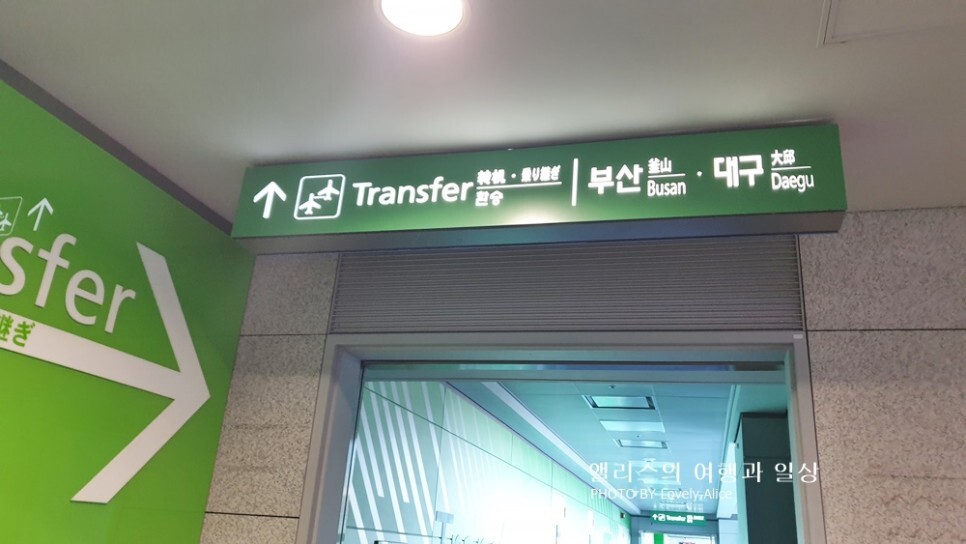 Transfer 转机 · 乗り継ぎ 환승 | 부산 釜山 Busan · 대구 大邱 Daegu
sfer
継ぎ
앨리스의 여행과 일상
PHOTO BY Lovely Alice
Transfer